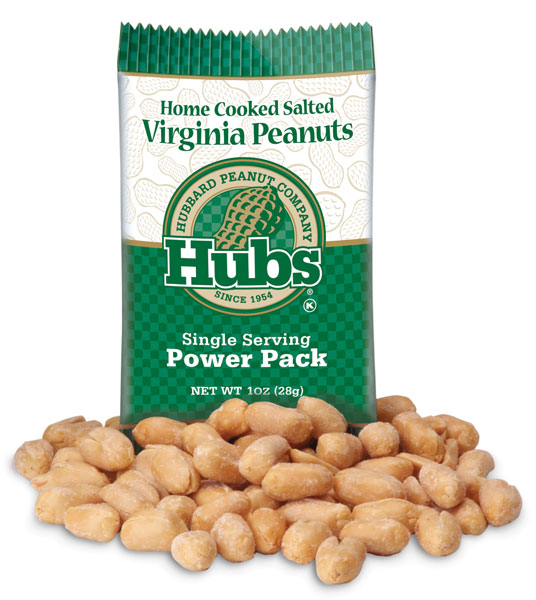 Home Cooked Salted
Virginia Peanuts
HUBBARD PEANUT COMPANY
Hubs®
SINCE 1954
K
Single Serving
Power Pack
NET WT 1OZ (28g)